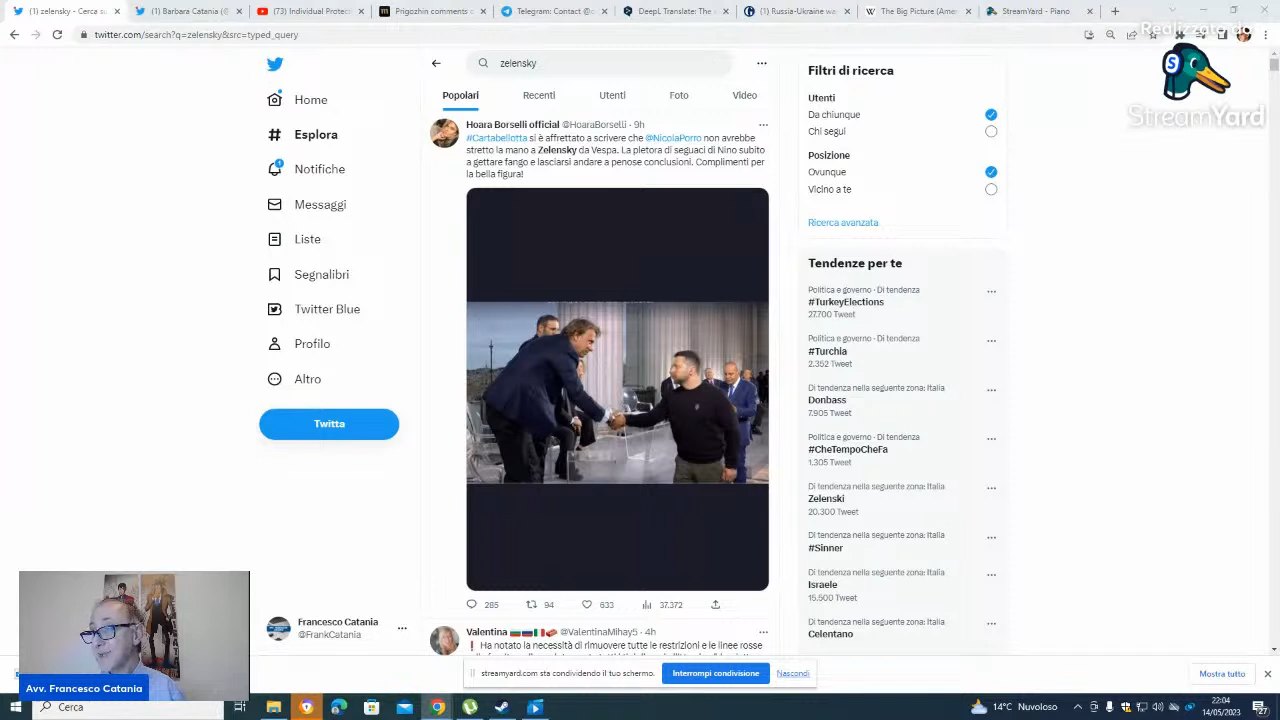 (1) zelensky - Cerca su
(1) Barbara Catania (@
(73) Individual Protecti
Prigozhin comments
Telegram: Contact @
DeepL Translate: The
(1) Russia-Ukraine wa
The Big Picture (Ame
StreamYard - Piano
twitter.com/search?q=zelensky&src=typed_query
Realizzato da
StreamYard
Home
Esplora
Notifiche
Messaggi
Liste
Segnalibri
Twitter Blue
Profilo
Altro
Twitta
Francesco Catania
@FrankCatania
zelensky
Popolari
Recenti
Utenti
Foto
Video
Hoara Borselli official @HoaraBorselli · 9h
#Cartabellotta si è affrettato a scrivere che @NicolaPorro non avrebbe
stretto la mano a Zelensky da Vespa. La pletora di seguaci di Nino subito
a gettare fango e lasciarsi andare a penose conclusioni. Complimenti per
la bella figura!
285
94
633
37.372
Valentina @ValentinaMihay5 · 4h
Ha notato la necessità di rimuovere tutte le restrizioni e le linee rosse
Filtri di ricerca
Utenti
Da chiunque
Chi segui
Posizione
Ovunque
Vicino a te
Ricerca avanzata
Tendenze per te
Politica e governo · Di tendenza
#TurkeyElections
27.700 Tweet
Politica e governo · Di tendenza
#Turchia
2.352 Tweet
Di tendenza nella seguente zona: Italia
Donbass
7.905 Tweet
Politica e governo · Di tendenza
#CheTempoCheFa
1.305 Tweet
Di tendenza nella seguente zona: Italia
Zelenski
20.300 Tweet
Di tendenza nella seguente zona: Italia
#Sinner
Di tendenza nella seguente zona: Italia
Israele
15.500 Tweet
Di tendenza nella seguente zona: Italia
Celentano
streamyard.com sta condividendo il tuo schermo.
Interrompi condivisione
Nascondi
Mostra tutto
Avv. Francesco Catania
Cerca
14°C Nuvoloso
22:04
14/05/2023
27